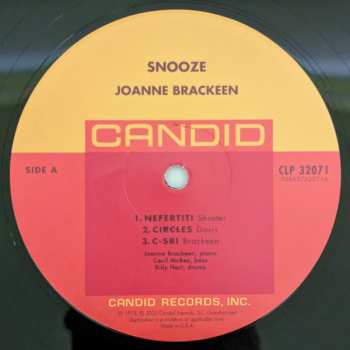 SNOOZE
JOANNE BRACKEEN
CANDID
SIDE A
CLP 32071
1. NEFERTITI Shorter
2. CIRCLES Davis
3. C-SRI Brackeen
Joanne Brackeen, piano
Cecil McBee, bass
Billy Hart, drums
CANDID RECORDS, INC.
Made in U.S.A.